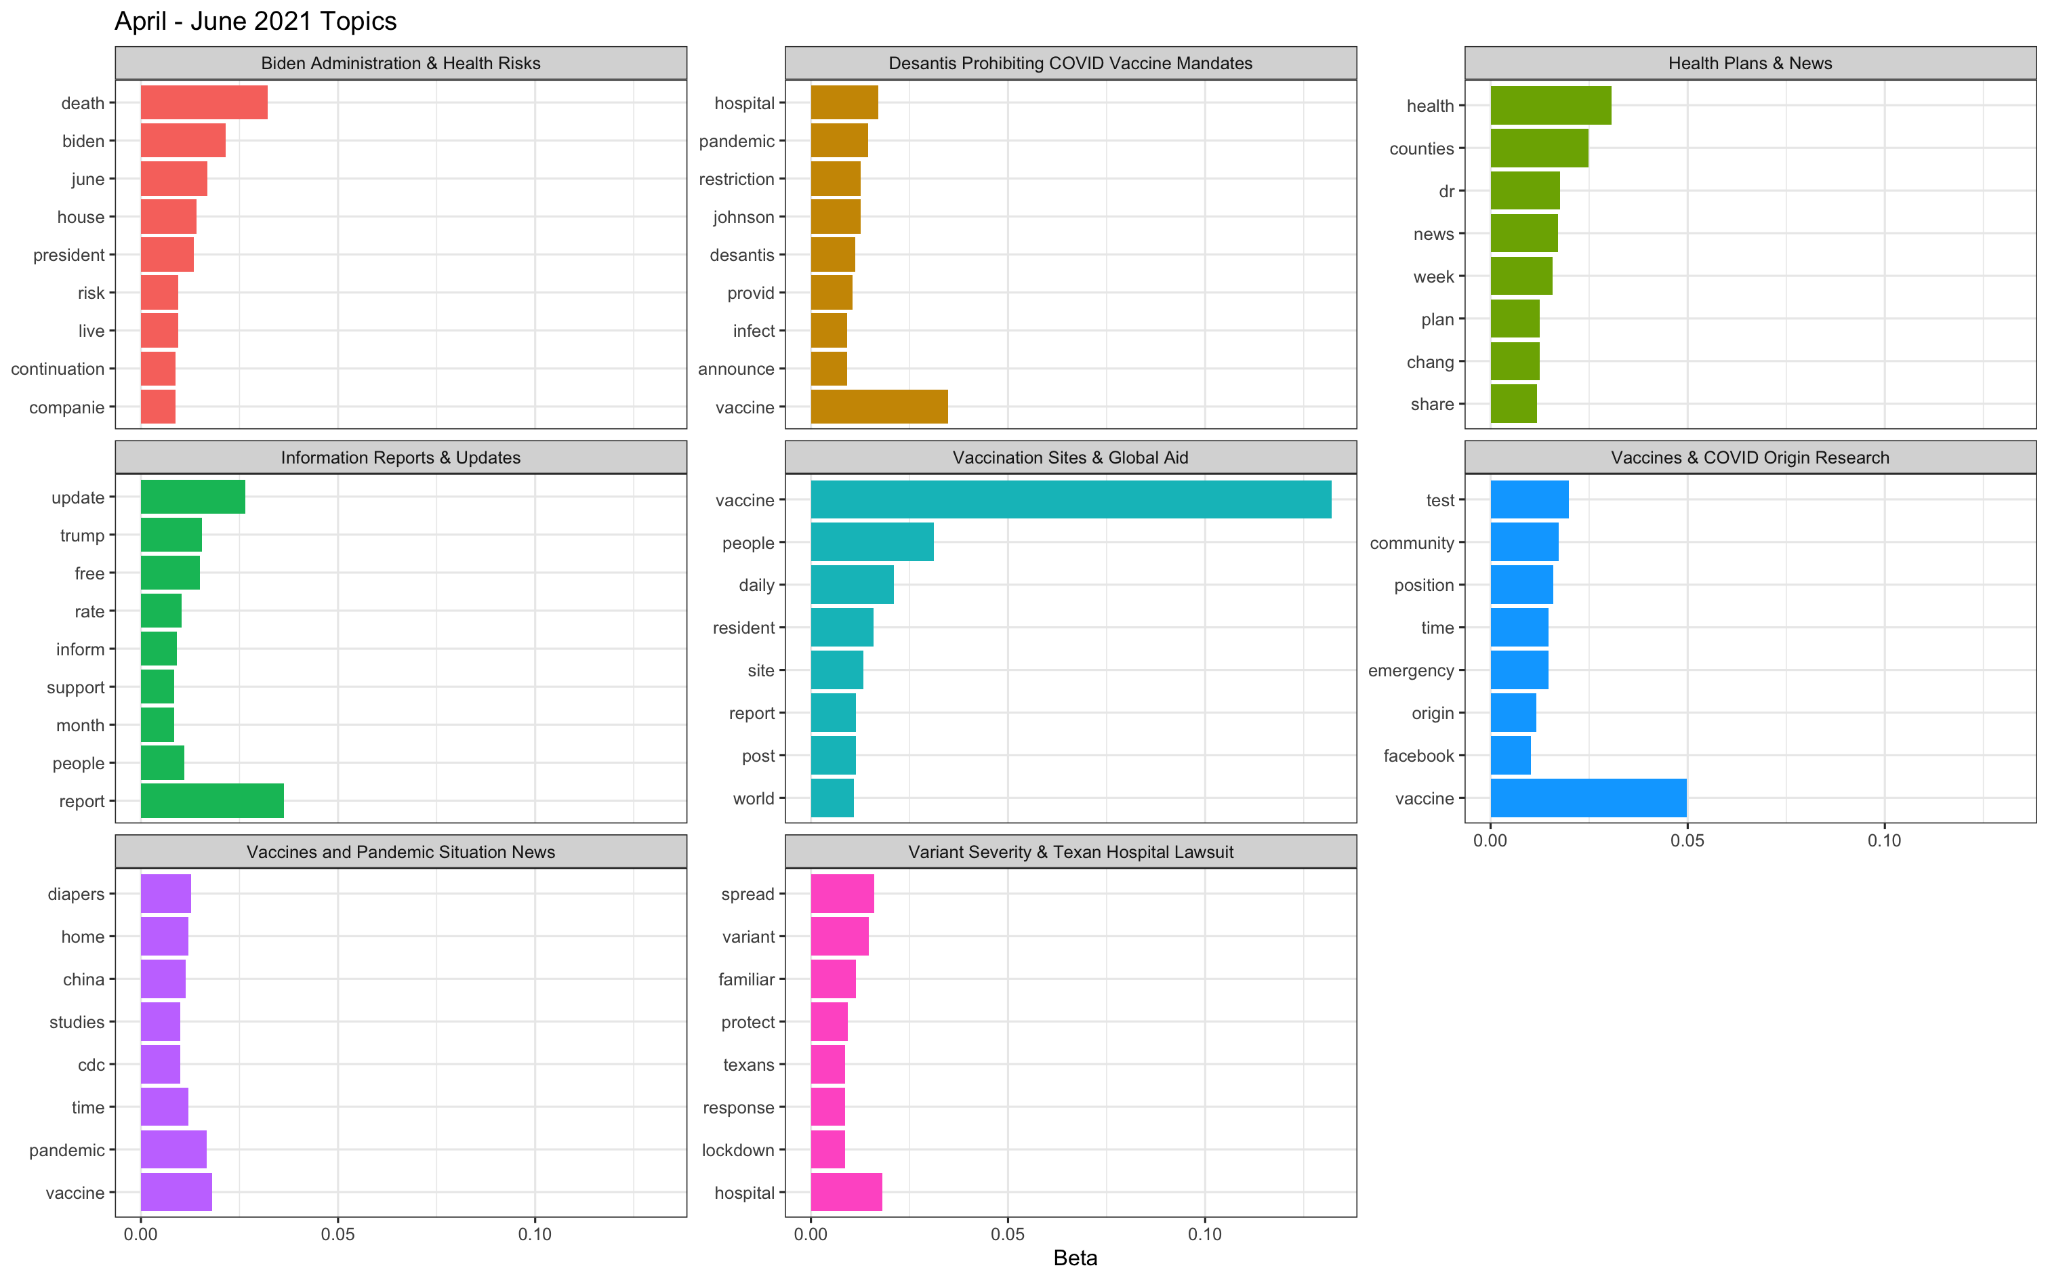 April - June 2021 Topics
Biden Administration & Health Risks
death
biden
june
house
president
risk
live
continuation
companie
Desantis Prohibiting COVID Vaccine Mandates
hospital
pandemic
restriction
johnson
desantis
provid
infect
announce
vaccine
Health Plans & News
health
counties
dr
news
week
plan
chang
share
Information Reports & Updates
update
trump
free
rate
inform
support
month
people
report
Vaccination Sites & Global Aid
vaccine
people
daily
resident
site
report
post
world
Vaccines & COVID Origin Research
test
community
position
time
emergency
origin
facebook
vaccine
0.00 0.05 0.10
Vaccines and Pandemic Situation News
diapers
home
china
studies
cdc
time
pandemic
vaccine
0.00 0.05 0.10
Variant Severity & Texan Hospital Lawsuit
spread
variant
familiar
protect
texans
response
lockdown
hospital
0.00 0.05 0.10
Beta